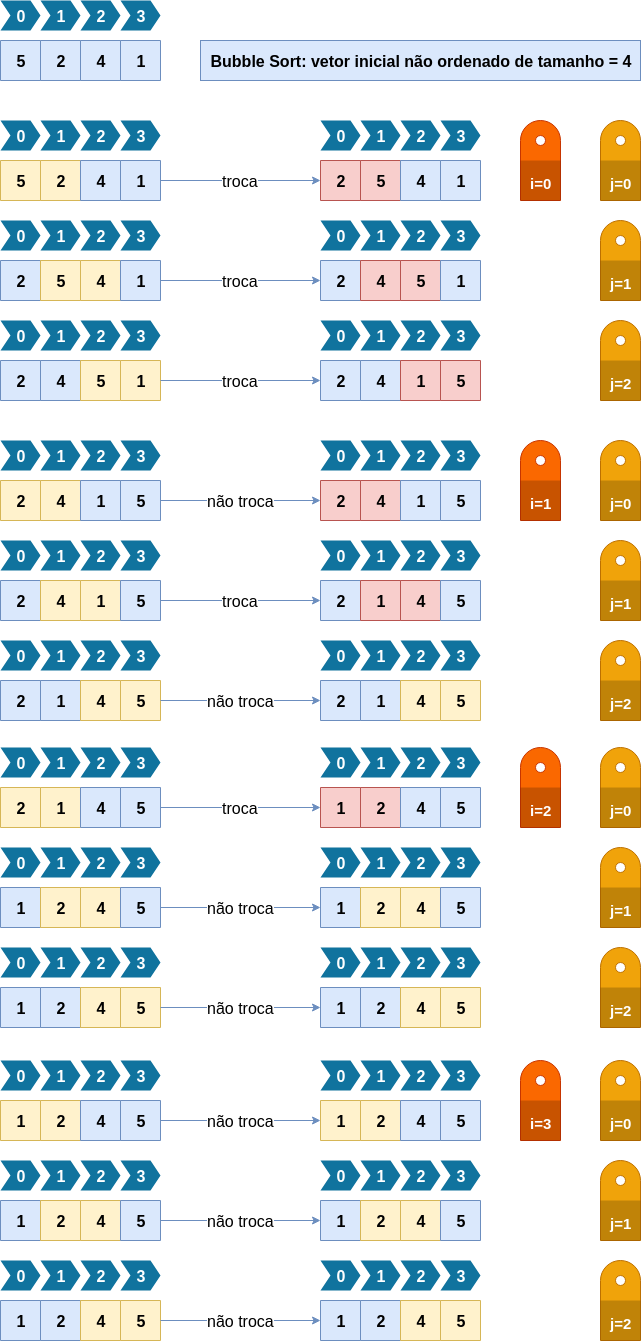 0 1 2 3
5 2 4 1 Bubble Sort: vetor inicial não ordenado de tamanho = 4
0 1 2 3 0 1 2 3
5 2 4 1 troca 2 5 4 1 i=0 j=0
0 1 2 3 0 1 2 3
2 5 4 1 troca 2 4 5 1 j=1
0 1 2 3 0 1 2 3
2 4 5 1 troca 2 4 1 5 j=2
0 1 2 3 0 1 2 3
2 4 1 5 não troca 2 4 1 5 i=1 j=0
0 1 2 3 0 1 2 3
2 4 1 5 troca 2 1 4 5 j=1
0 1 2 3 0 1 2 3
2 1 4 5 não troca 2 1 4 5 j=2
0 1 2 3 0 1 2 3
2 1 4 5 troca 1 2 4 5 i=2 j=0
0 1 2 3 0 1 2 3
1 2 4 5 não troca 1 2 4 5 j=1
0 1 2 3 0 1 2 3
1 2 4 5 não troca 1 2 4 5 j=2
0 1 2 3 0 1 2 3
1 2 4 5 não troca 1 2 4 5 i=3 j=0
0 1 2 3 0 1 2 3
1 2 4 5 não troca 1 2 4 5 j=1
0 1 2 3 0 1 2 3
1 2 4 5 não troca 1 2 4 5 j=2